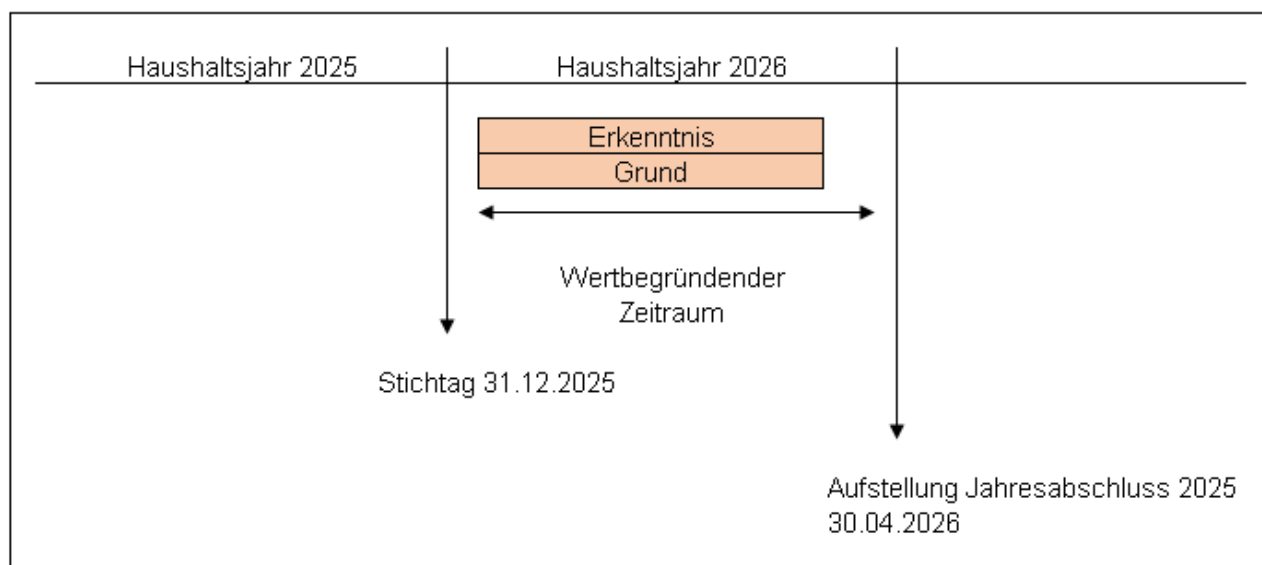 Haushaltsjahr 2025
Haushaltsjahr 2026
Erkenntnis
Grund
Wertbegründender
Zeitraum
Stichtag 31.12.2025
Aufstellung Jahresabschluss 2025
30.04.2026